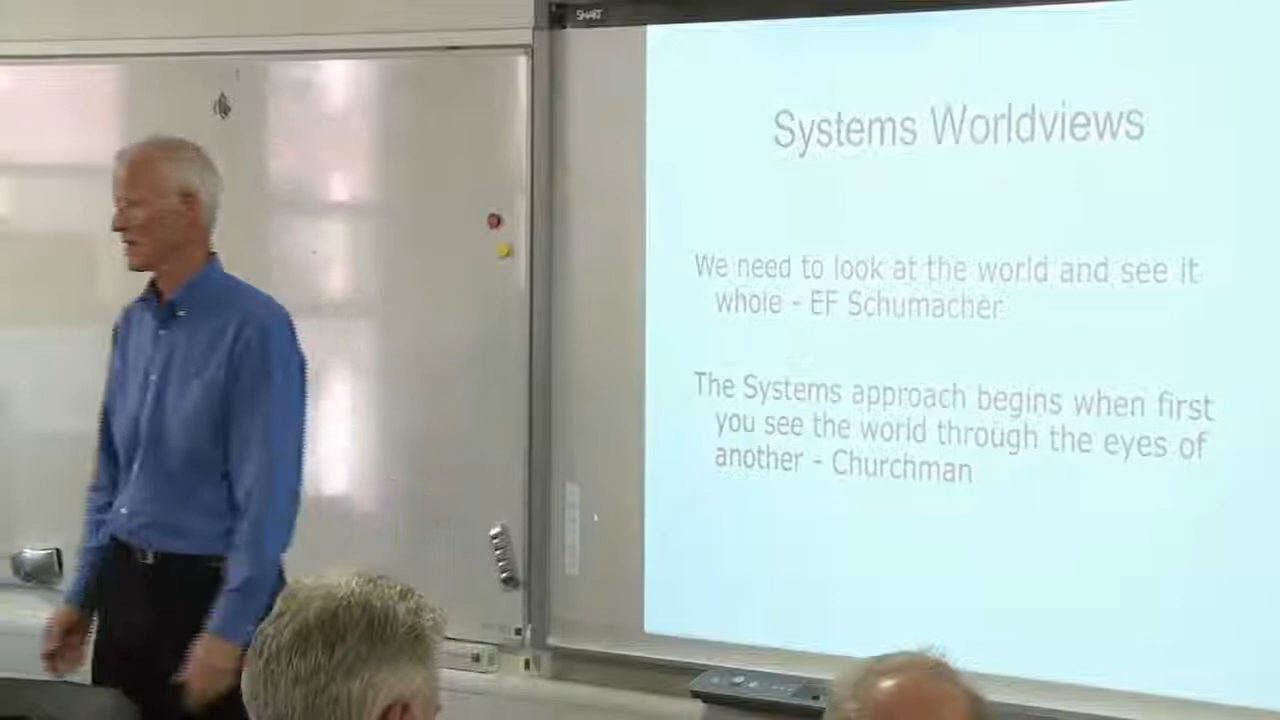 SMART
Systems Worldviews
We need to look at the world and see it
whole - EF Schumacher
The Systems approach begins when first
you see the world through the eyes of
another - Churchman